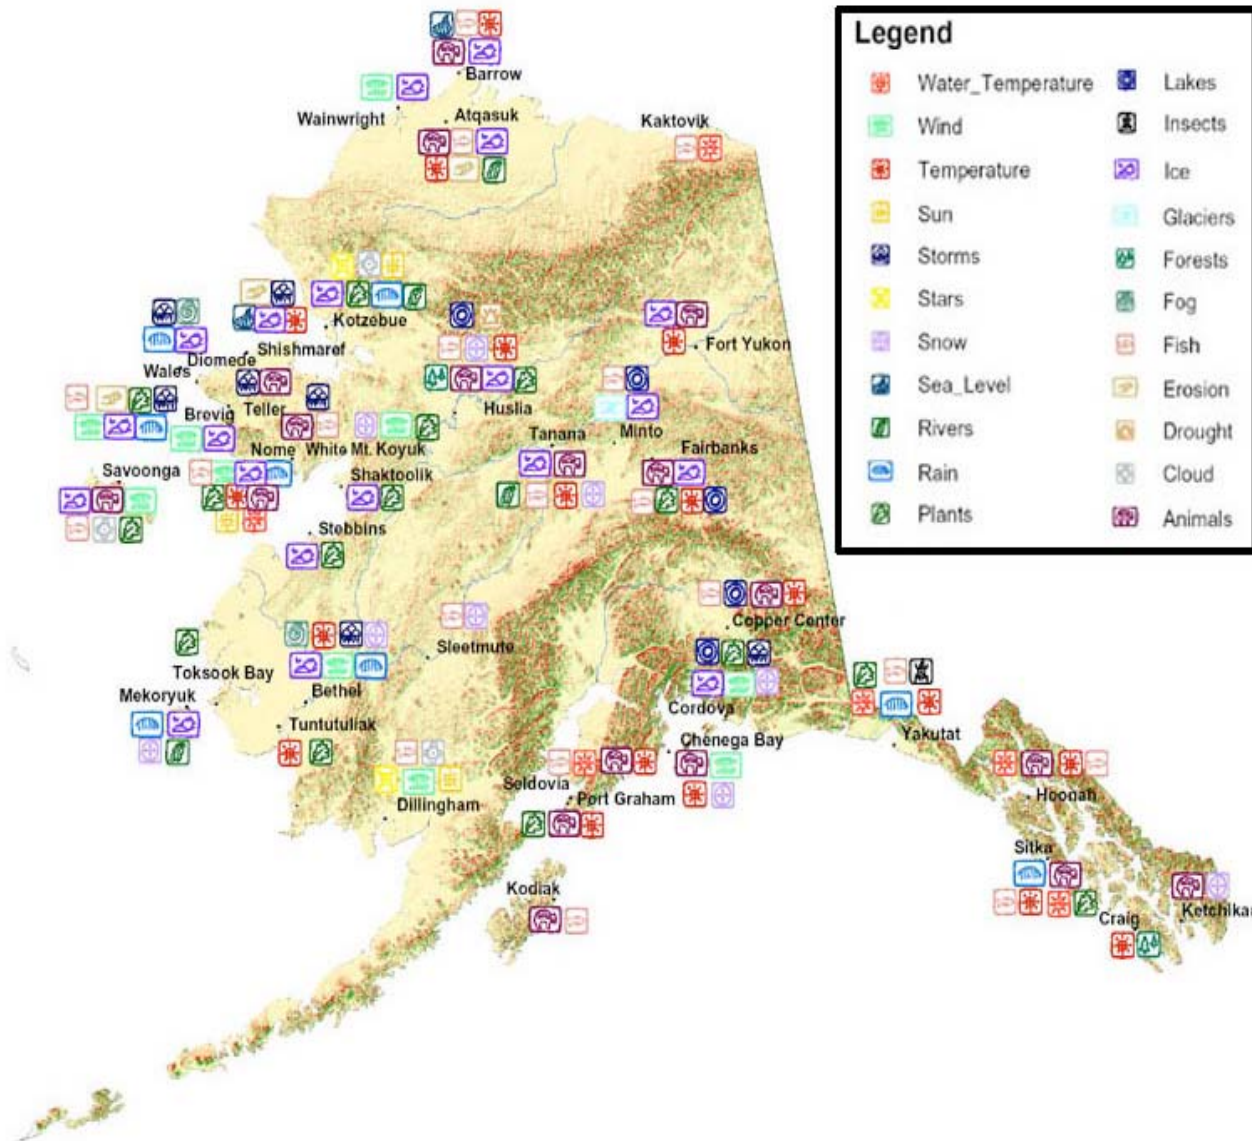 Legend
Water_Temperature
Wind
Temperature
Sun
Storms
Stars
Snow
Sea_Level
Rivers
Rain
Plants
Lakes
Insects
Ice
Glaciers
Forests
Fog
Fish
Erosion
Drought
Cloud
Animals
Barrow
Wainwright
Atqasuk
Kaktovik
Kotzebue
Fort Yukon
Shishmaref
Diomede
Wales
Teller
Brevig
Huslia
Minto
Tanana
Fairbanks
Nome
White Mt.
Koyuk
Savoonga
Shaktoolik
Stebbins
Copper Center
Sleetmute
Toksook Bay
Bethel
Mekoryuk
Cordova
Tuntutuliak
Chenega Bay
Yakutat
Seldovia
Dillingham
Port Graham
Hoonah
Sitka
Kodiak
Craig
Ketchikan